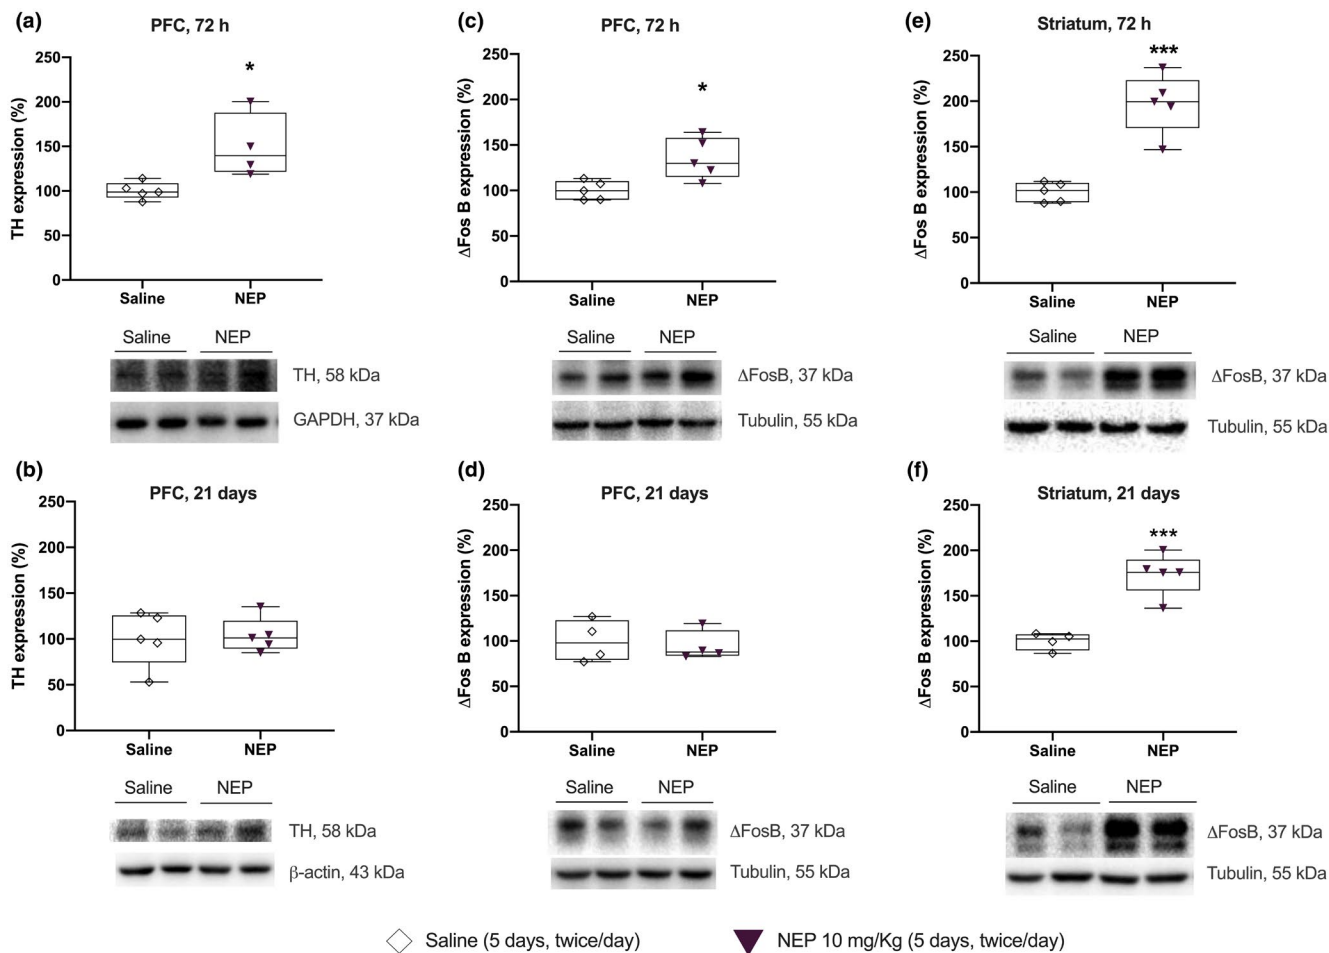 (a)
PFC, 72 h
TH expression (%)
250
200
150
100
50
0
*
Saline
NEP
Saline
NEP
TH, 58 kDa
GAPDH, 37 kDa
(c)
PFC, 72 h
ΔFos B expression (%)
250
200
150
100
50
0
*
Saline
NEP
Saline
NEP
ΔFosB, 37 kDa
Tubulin, 55 kDa
(e)
Striatum, 72 h
ΔFos B expression (%)
250
200
150
100
50
0
***
Saline
NEP
Saline
NEP
ΔFosB, 37 kDa
Tubulin, 55 kDa
(b)
PFC, 21 days
TH expression (%)
250
200
150
100
50
0
Saline
NEP
Saline
NEP
TH, 58 kDa
β-actin, 43 kDa
(d)
PFC, 21 days
ΔFos B expression (%)
250
200
150
100
50
0
Saline
NEP
Saline
NEP
ΔFosB, 37 kDa
Tubulin, 55 kDa
(f)
Striatum, 21 days
ΔFos B expression (%)
250
200
150
100
50
0
***
Saline
NEP
Saline
NEP
ΔFosB, 37 kDa
Tubulin, 55 kDa
Saline (5 days, twice/day)
NEP 10 mg/Kg (5 days, twice/day)